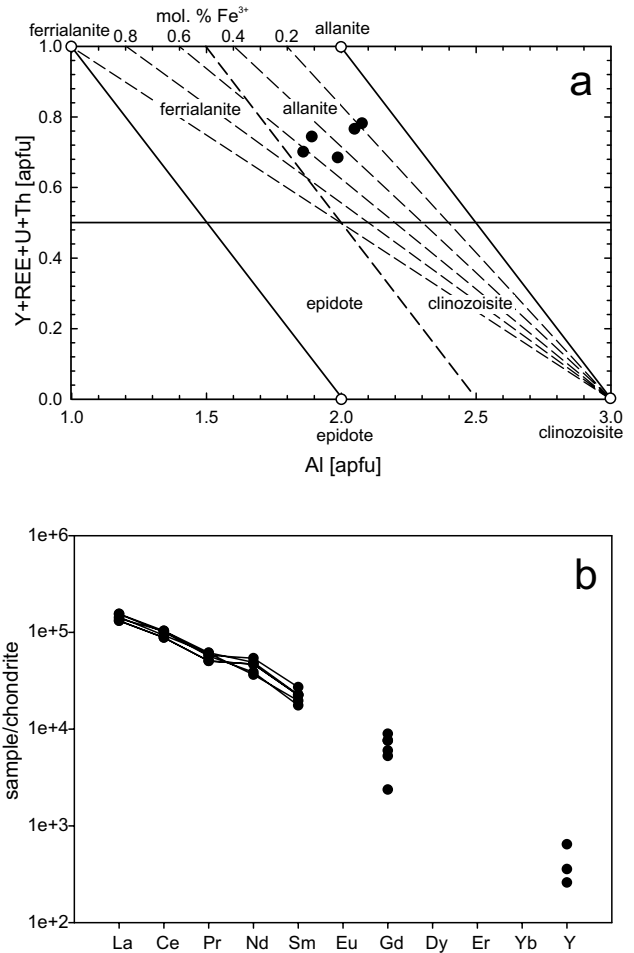 mol. % Fe³⁺
ferrialanite 0.8 0.6 0.4 0.2 allanite
1.0
a
ferrialanite allanite
0.8
0.6
Y+REE+U+Th [apfu]
0.4
epidote clinozoisite
0.2
0.0
1.0 1.5 2.0 2.5 3.0
epidote clinozoisite
Al [apfu]
1e+6
b
1e+5
sample/chondrite
1e+4
1e+3
1e+2
La Ce Pr Nd Sm Eu Gd Dy Er Yb Y